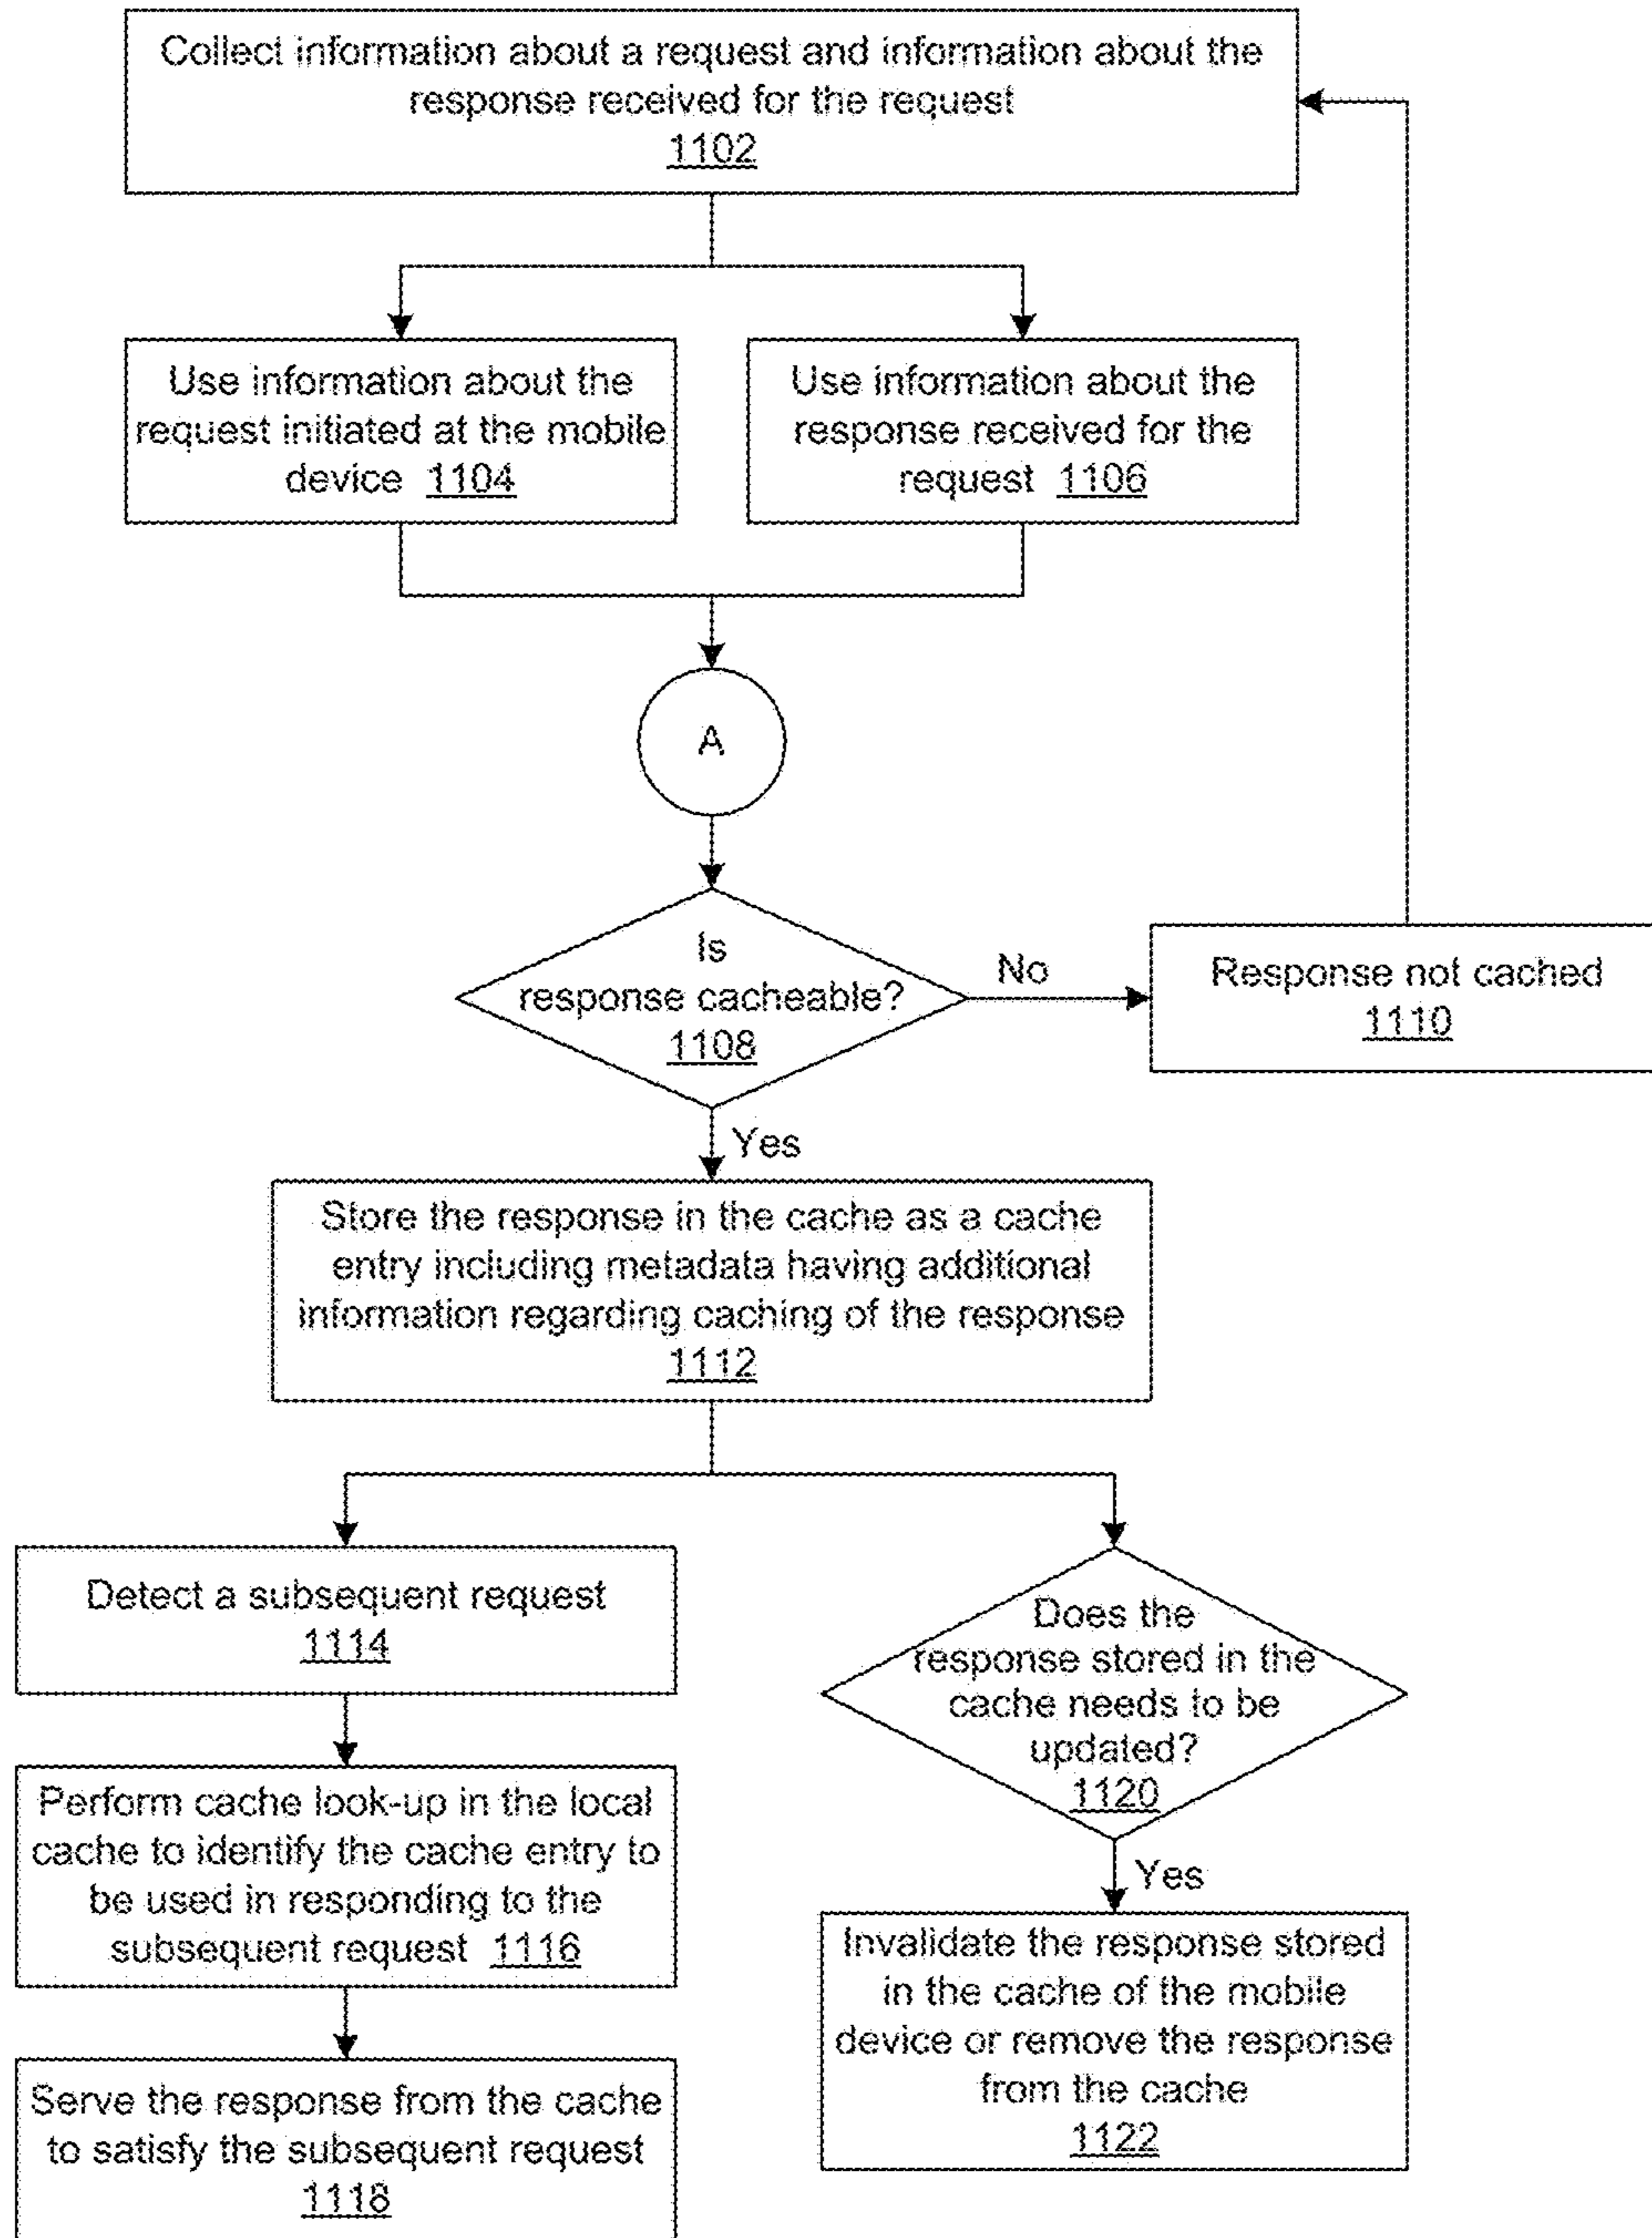 Collect information about a request and information about the
response received for the request
1102
Use information about the
request initiated at the mobile
device 1104
Use information about the
response received for the
request 1106
A
Is
response cacheable?
1108
No
Response not cached
1110
Yes
Store the response in the cache as a cache
entry including metadata having additional
information regarding caching of the response
1112
Detect a subsequent request
1114
Perform cache look-up in the local
cache to identify the cache entry to
be used in responding to the
subsequent request 1116
Serve the response from the cache
to satisfy the subsequent request
1118
Does the
response stored in the
cache needs to be
updated?
1120
Yes
Invalidate the response stored
in the cache of the mobile
device or remove the response
from the cache
1122